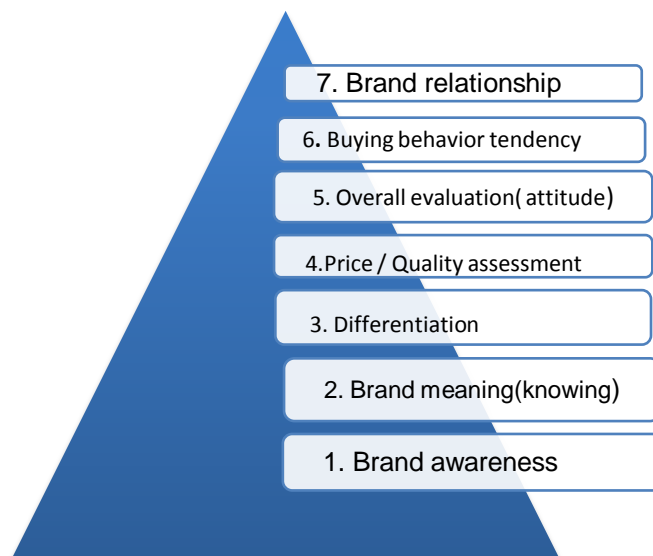 7. Brand relationship
6. Buying behavior tendency
5. Overall evaluation( attitude)
4.Price / Quality assessment
3. Differentiation
2. Brand meaning(knowing)
1. Brand awareness